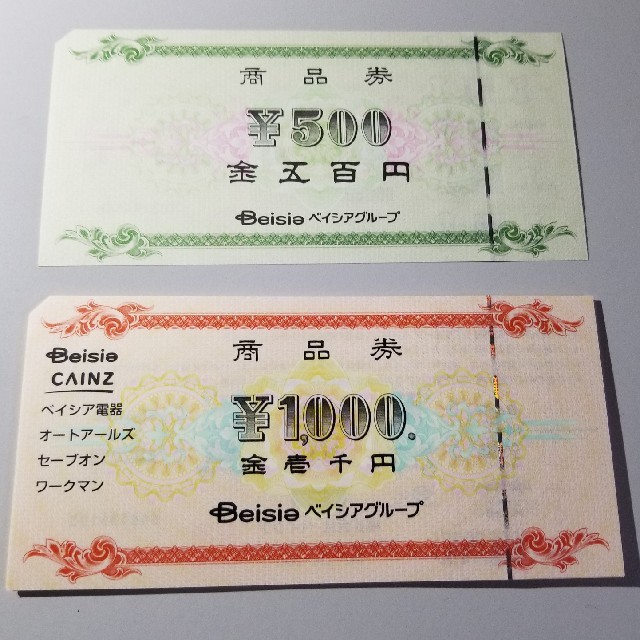 商品券
¥500
金五百円
Beisia ベイシアグループ
Beisia
CAINZ
ベイシア電器
オートアールズ
セーブオン
ワークマン
商品券
¥1,000.
金壱千円
Beisia ベイシアグループ